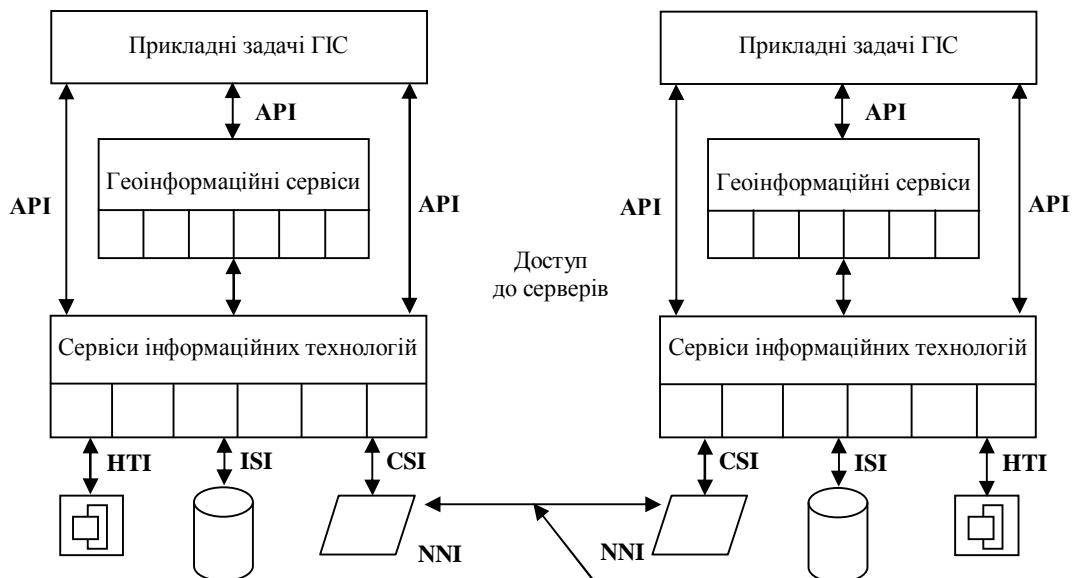 Прикладні задачі ГІС
Прикладні задачі ГІС
API
API
Геоінформаційні сервіси
Геоінформаційні сервіси
API
API
API
API
Доступ
до серверів
Сервіси інформаційних технологій
Сервіси інформаційних технологій
HTI
ISI
CSI
CSI
ISI
HTI
NNI
NNI